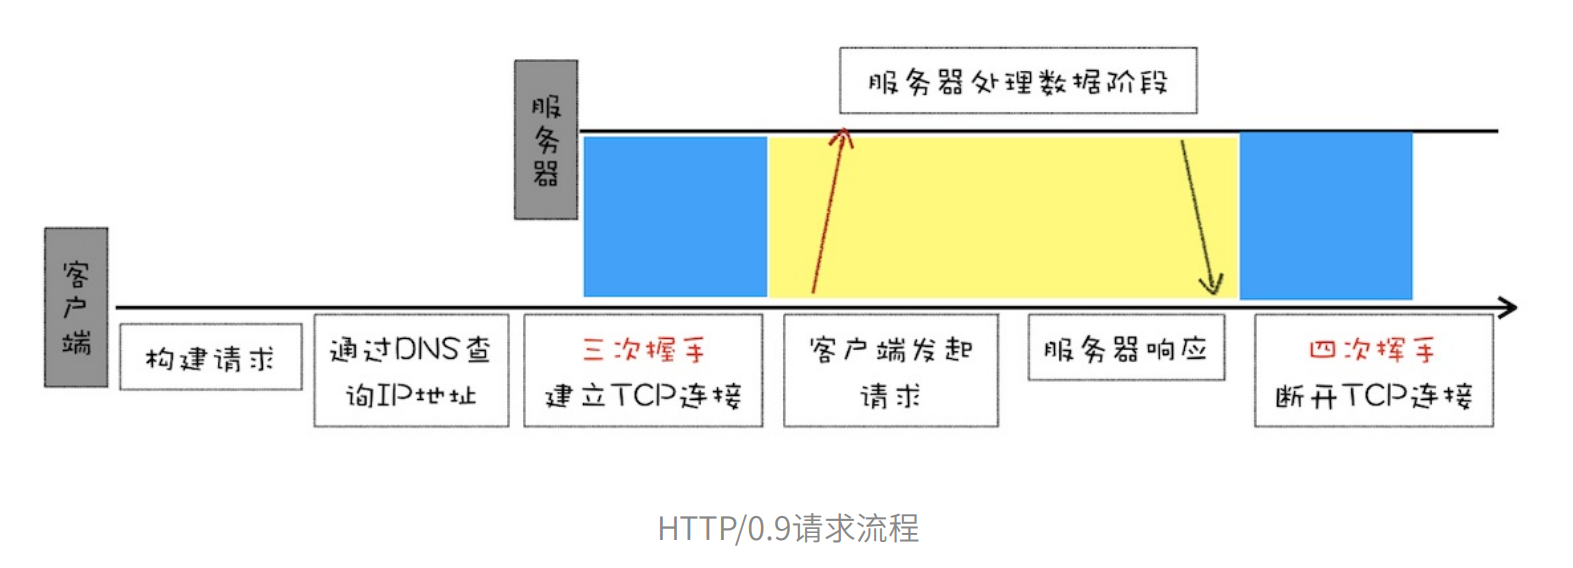 服务器处理数据阶段
服务器
客户端
构建请求
通过DNS查
询IP地址
三次握手
建立TCP连接
客户端发起
请求
服务器响应
四次挥手
断开TCP连接
HTTP/0.9请求流程